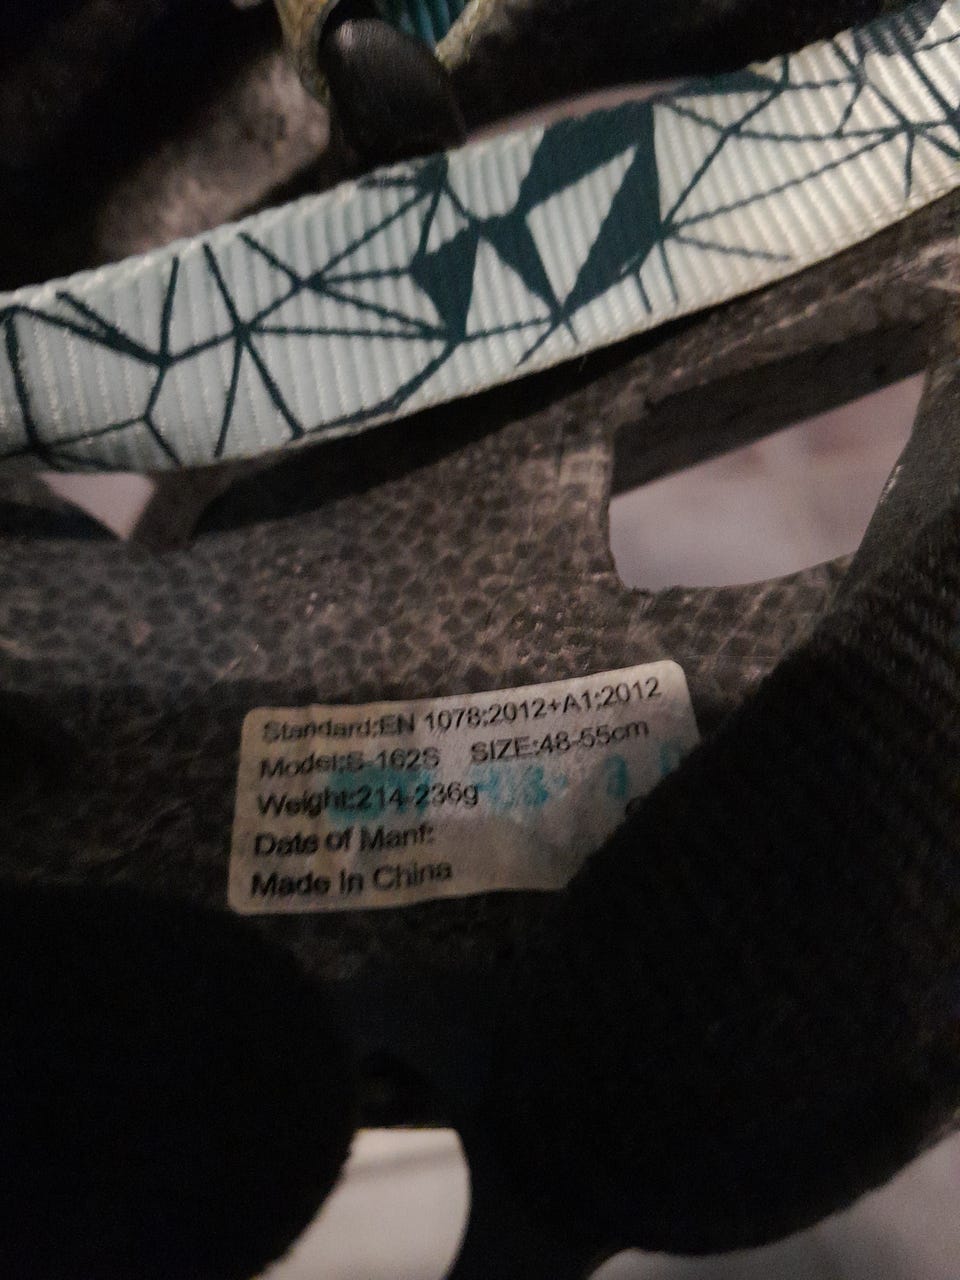 Standard:EN 1078:2012+A1:2012
Model:S-162S SIZE:48-55cm
Weight:214-236g
Date of Manf:
Made In China